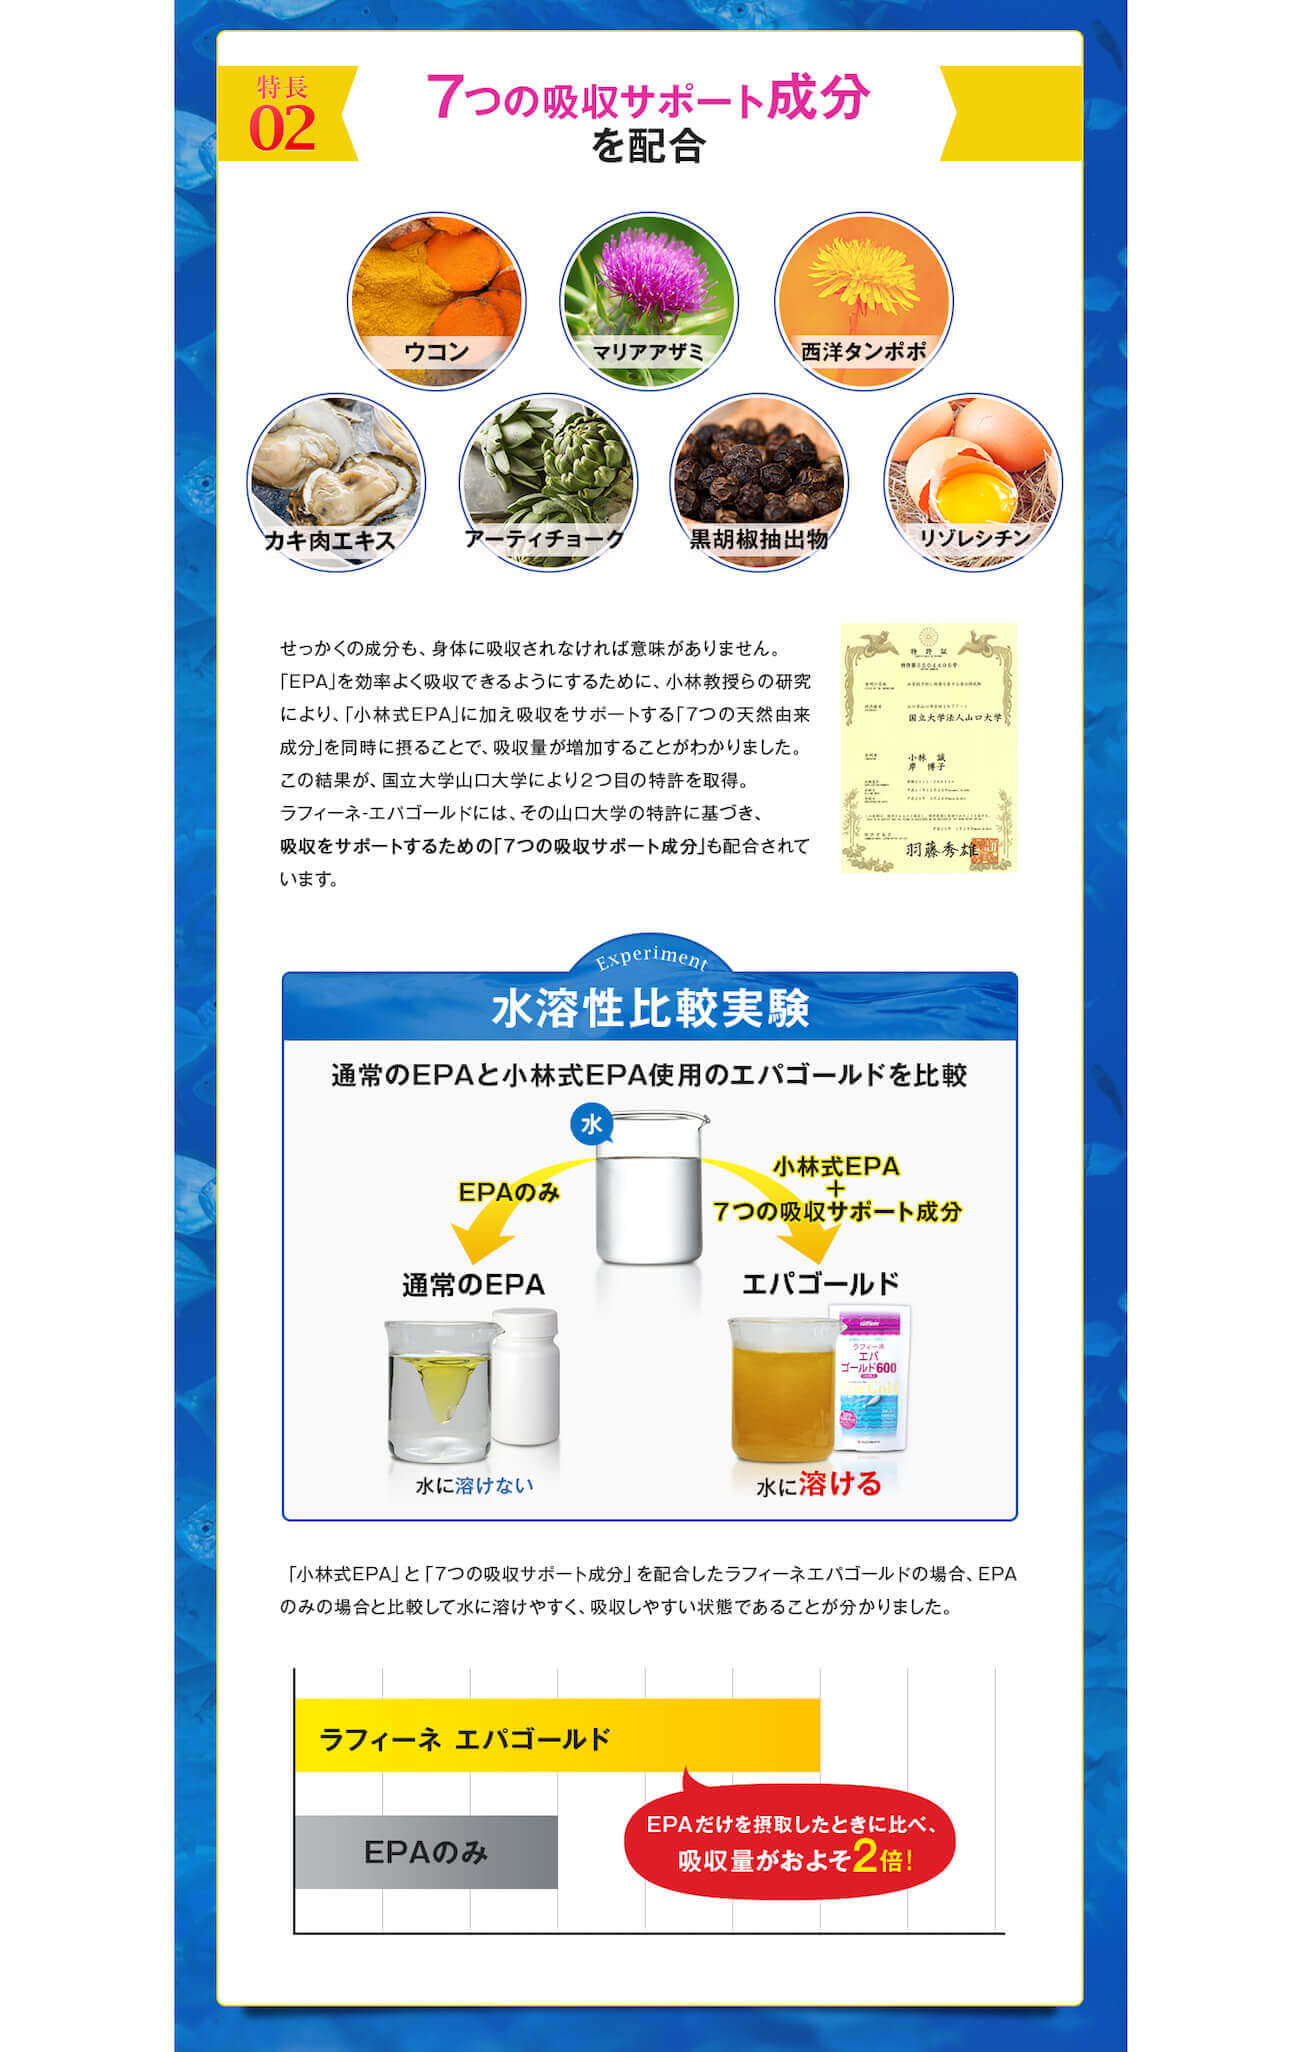 特長
02
7つの吸収サポート成分
を配合
ウコン
マリアアザミ
西洋タンポポ
カキ肉エキス
アーティチョーク
黒胡椒抽出物
リゾレシチン
せっかくの成分も、身体に吸収されなければ意味がありません。
「EPA」を効率よく吸収できるようにするために、小林教授らの研究
により、「小林式EPA」に加え吸収をサポートする「7つの天然由来
成分」を同時に摂ることで、吸収量が増加することがわかりました。
この結果が、国立大学山口大学により2つ目の特許を取得。
ラフィーネ-エパゴールドには、その山口大学の特許に基づき、
吸収をサポートするための「7つの吸収サポート成分」も配合されて
います。
特許証
国立大学法人山口大学
小林 誠
岸 博子
羽藤秀雄
Experiment
水溶性比較実験
通常のEPAと小林式EPA使用のエパゴールドを比較
水
EPAのみ
小林式EPA
+
7つの吸収サポート成分
通常のEPA
エパゴールド
ラフィーネ
エパ
ゴールド600
水に溶けない
水に溶ける
「小林式EPA」と「7つの吸収サポート成分」を配合したラフィーネエパゴールドの場合、EPA
のみの場合と比較して水に溶けやすく、吸収しやすい状態であることが分かりました。
ラフィーネ エパゴールド
EPAのみ
EPAだけを摂取したときに比べ、
吸収量がおよそ2倍!